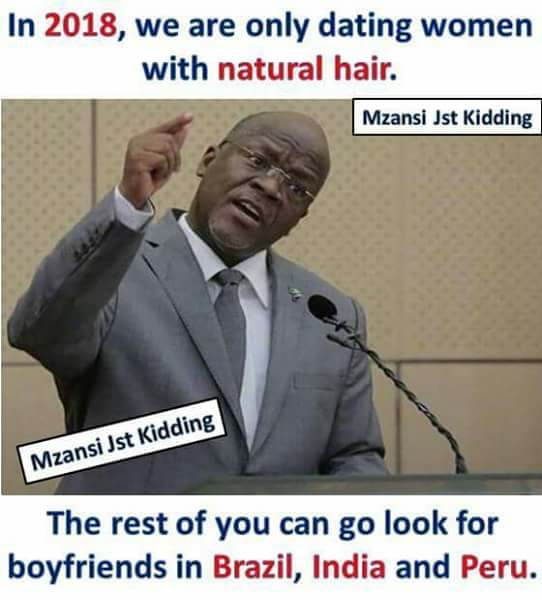 In 2018, we are only dating women
with natural hair.
Mzansi Jst Kidding
Mzansi Jst Kidding
The rest of you can go look for
boyfriends in Brazil, India and Peru.